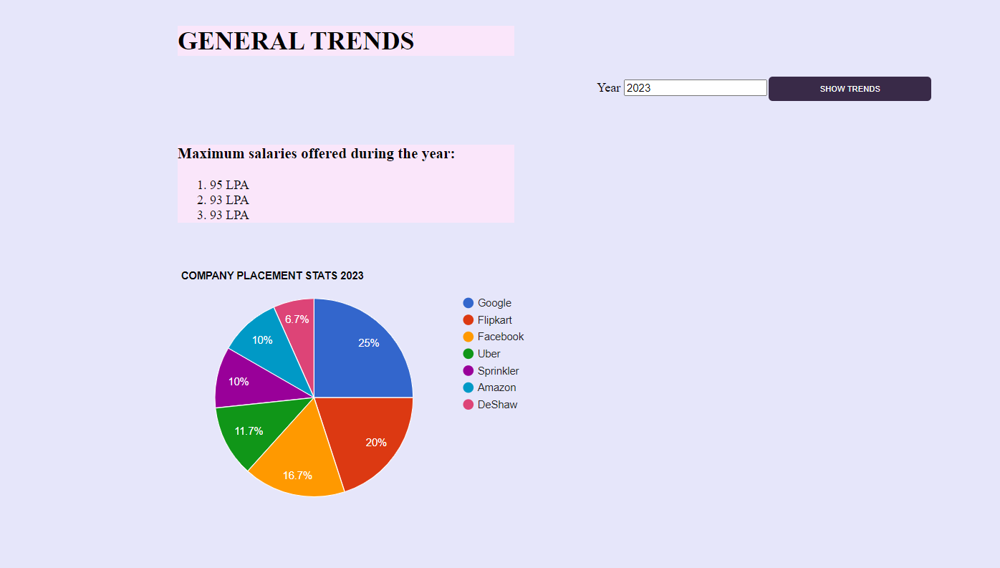 GENERAL TRENDS
Year 2023 SHOW TRENDS
Maximum salaries offered during the year:
1. 95 LPA
2. 93 LPA
3. 93 LPA
COMPANY PLACEMENT STATS 2023
6.7%
25%
10%
10%
11.7%
20%
16.7%
Google
Flipkart
Facebook
Uber
Sprinkler
Amazon
DeShaw